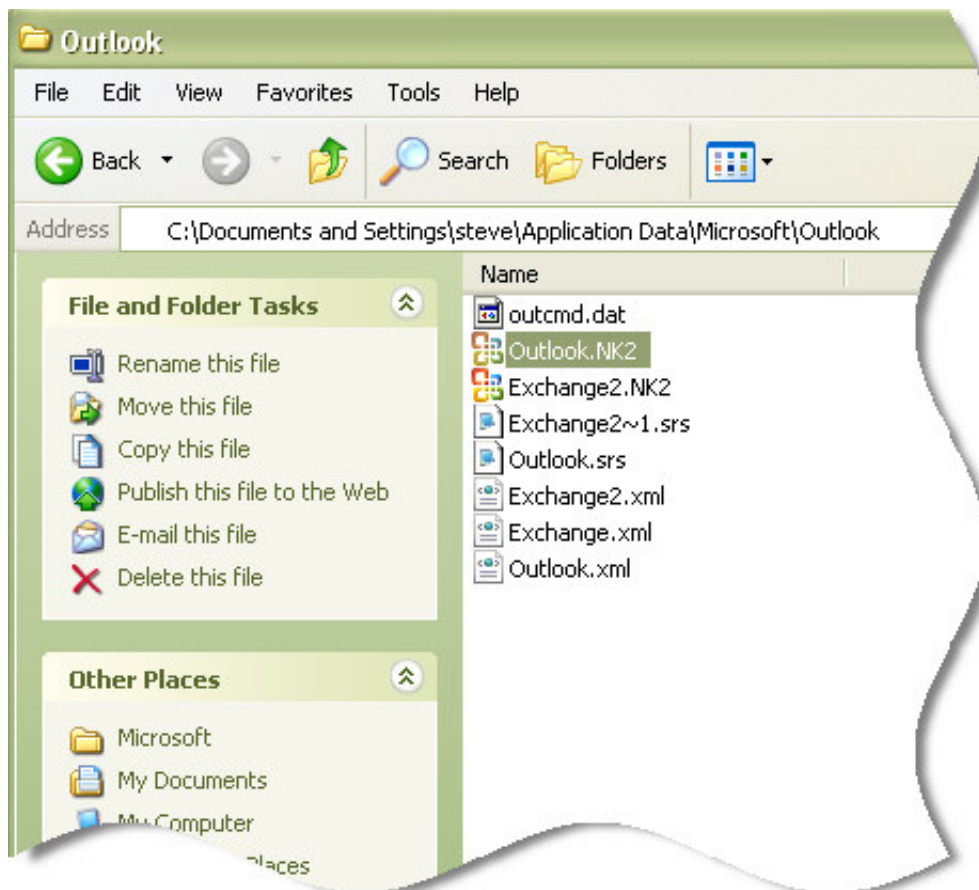 Outlook
File Edit View Favorites Tools Help
Back Search Folders
Address C:\Documents and Settings\steve\Application Data\Microsoft\Outlook
File and Folder Tasks
Rename this file
Move this file
Copy this file
Publish this file to the Web
E-mail this file
Delete this file
Other Places
Microsoft
My Documents
My Computer
Places
Name
outcmd.dat
Outlook.NK2
Exchange2.NK2
Exchange2~1.srs
Outlook.srs
Exchange2.xml
Exchange.xml
Outlook.xml